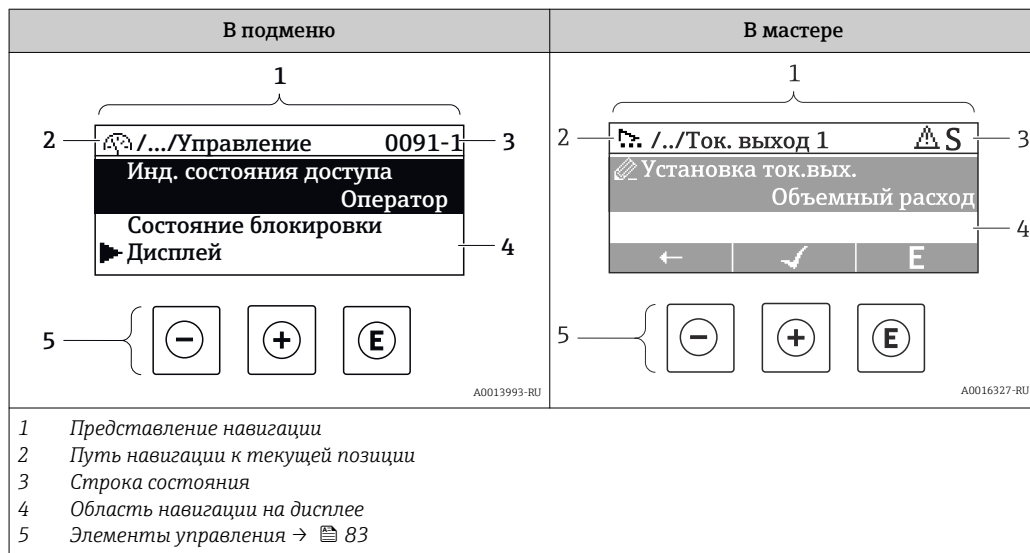 В подменю
1
2
/.../Управление 0091-1
3
Инд. состояния доступа
Оператор
Состояние блокировки
Дисплей
4
5
E
A0013993-RU
В мастере
1
2
/../Ток. выход 1 S
3
Установка ток.вых.
Объемный расход
4
E
5
E
A0016327-RU
1 Представление навигации
2 Путь навигации к текущей позиции
3 Строка состояния
4 Область навигации на дисплее
5 Элементы управления → 83